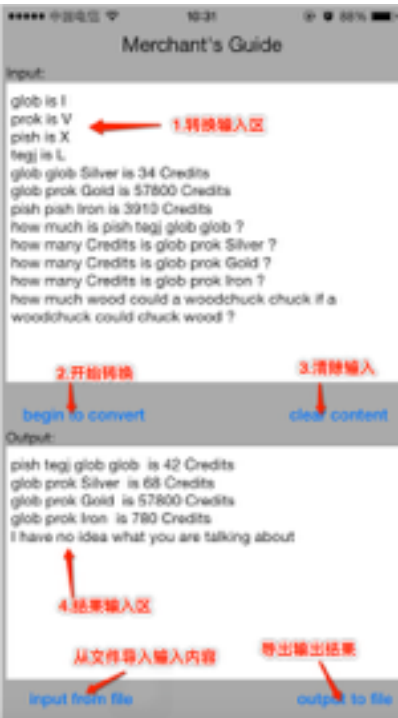 中国电信 10:31 88%
Merchant's Guide
Input:
glob is I
prok is V
1.转换输入区
pish is X
tegj is L
glob glob Silver is 34 Credits
glob prok Gold is 57800 Credits
pish pish Iron is 3910 Credits
how much is pish tegj glob glob ?
how many Credits is glob prok Silver ?
how many Credits is glob prok Gold ?
how many Credits is glob prok Iron ?
how much wood could a woodchuck chuck if a
woodchuck could chuck wood ?
2.开始转换
3.清除输入
begin to convert
clear content
Output:
pish tegj glob glob is 42 Credits
glob prok Silver is 68 Credits
glob prok Gold is 57800 Credits
glob prok Iron is 780 Credits
I have no idea what you are talking about
4.结果输入区
从文件导入输入内容
导出输出结果
input from file
output to file